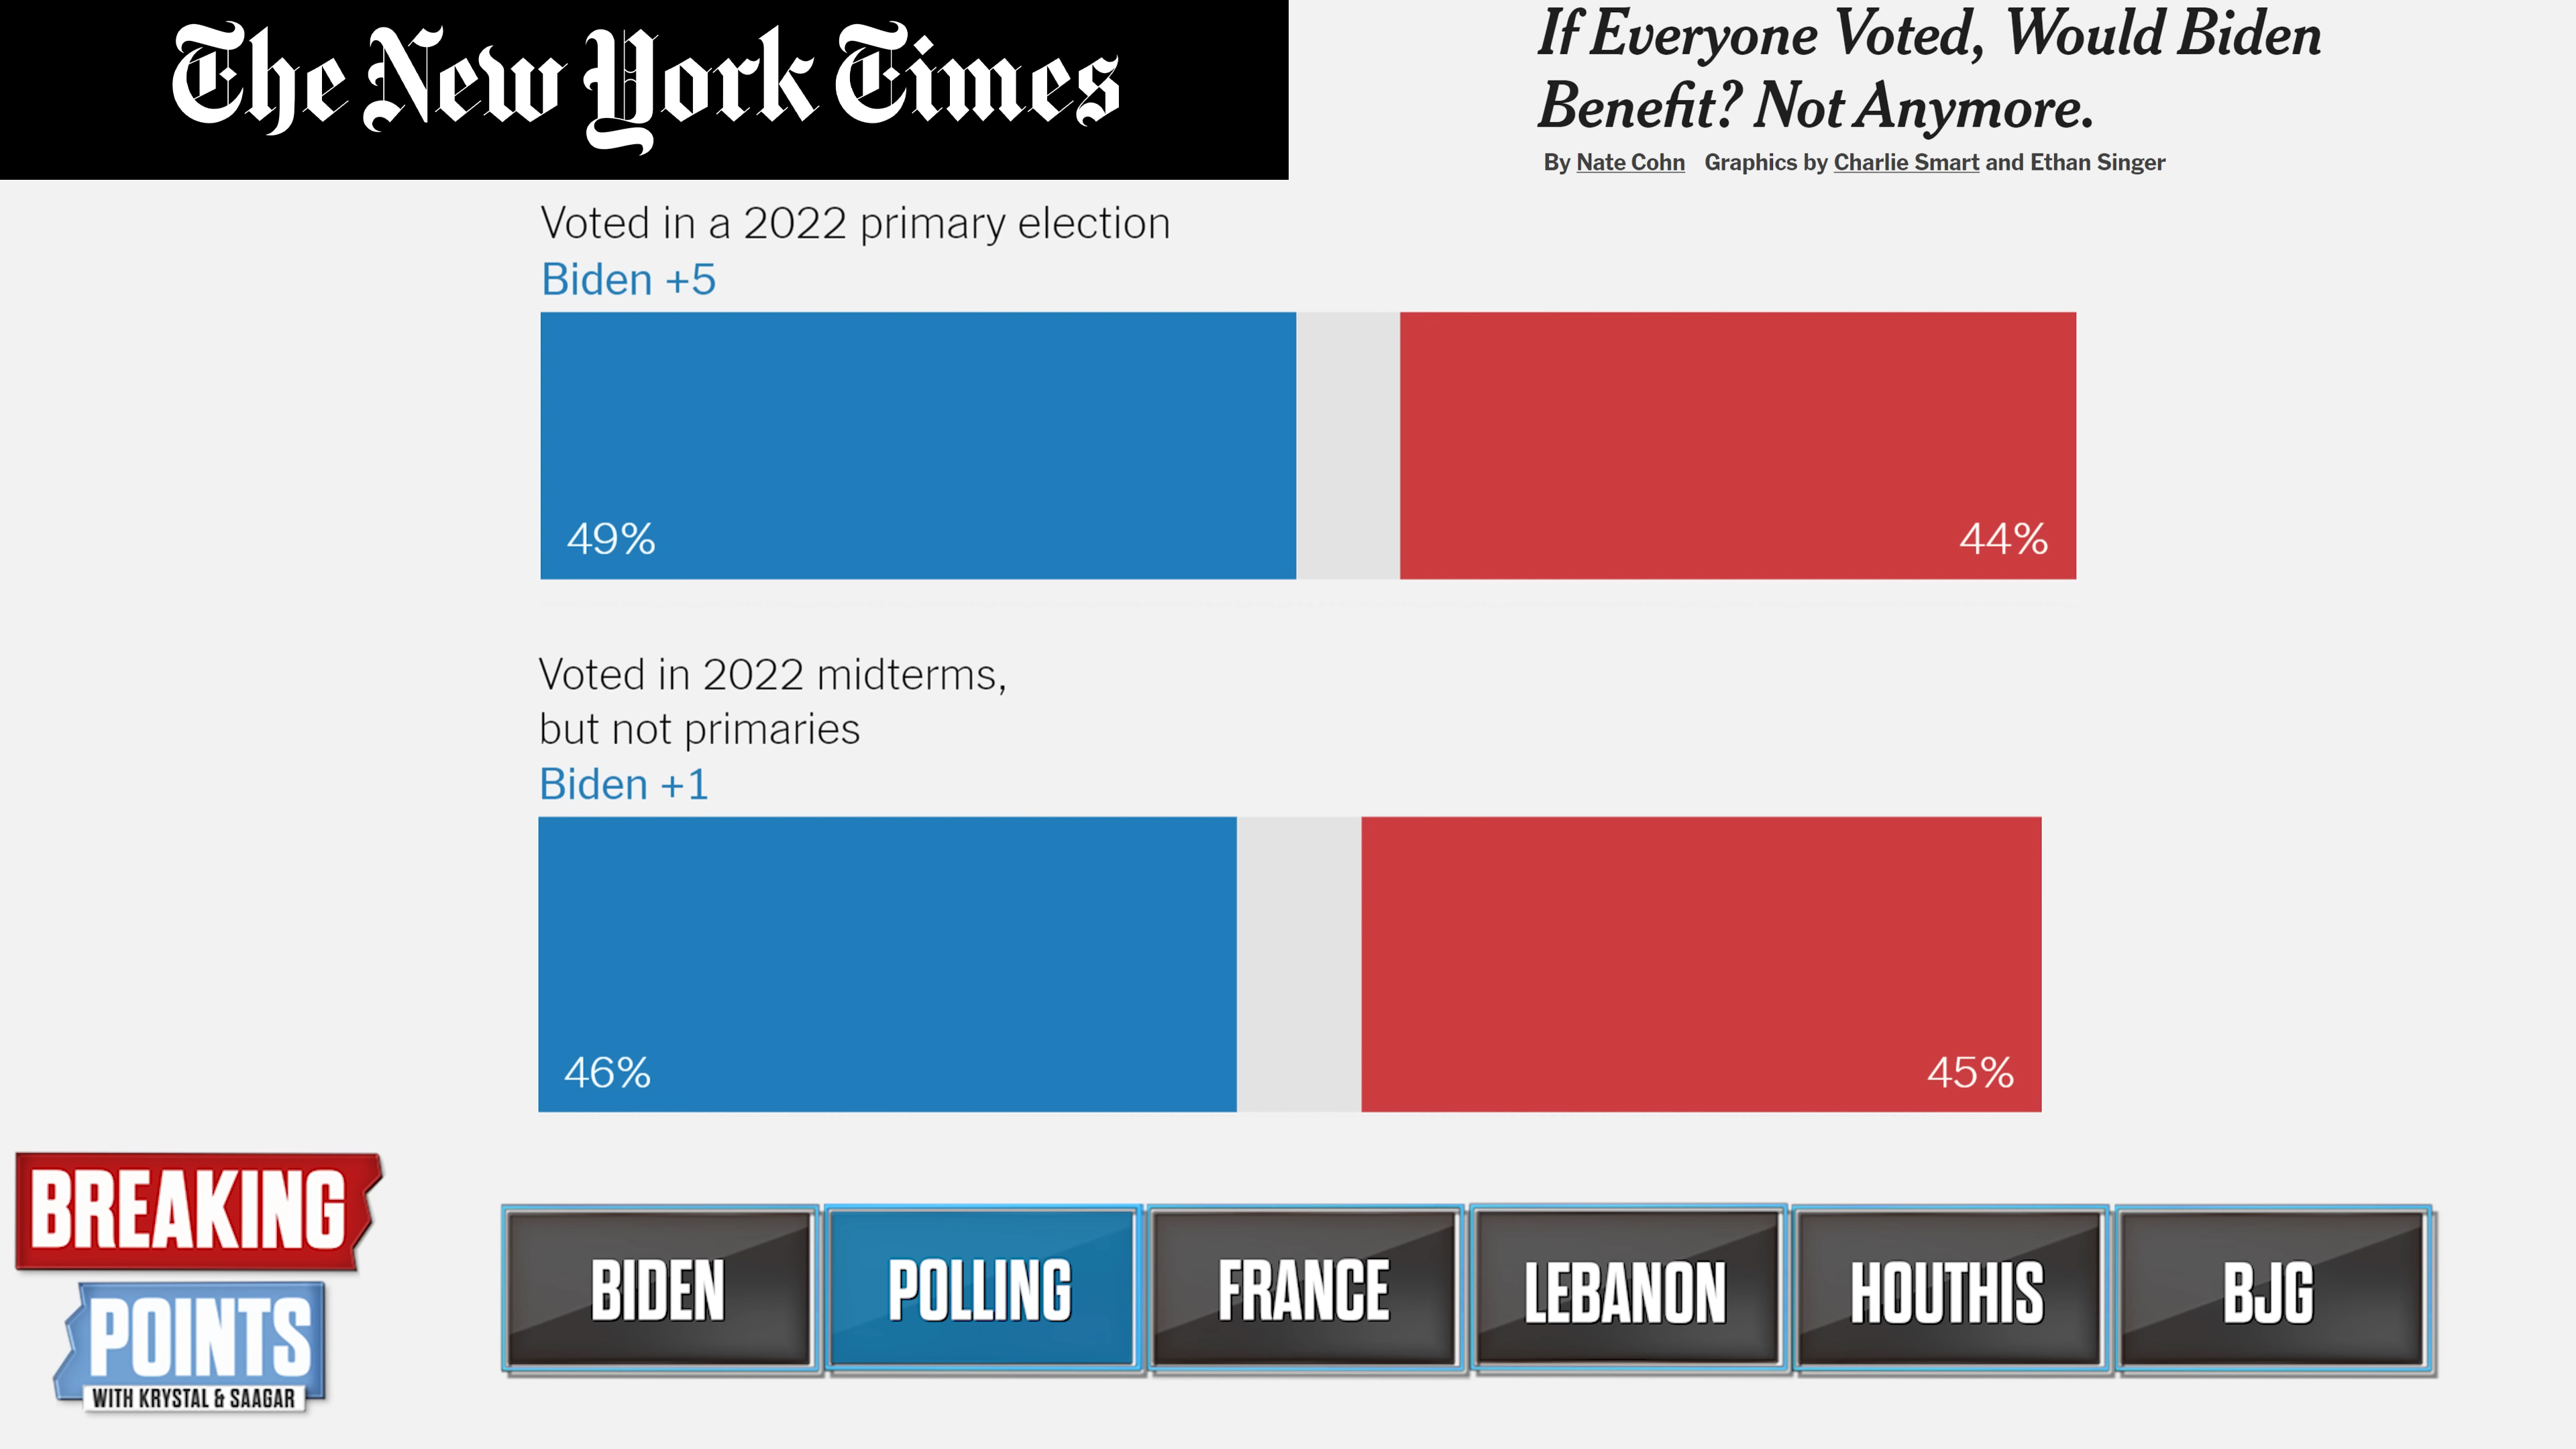 The New York Times
If Everyone Voted, Would Biden
Benefit? Not Anymore.
By Nate Cohn Graphics by Charlie Smart and Ethan Singer
Voted in a 2022 primary election
Biden +5
49%
44%
Voted in 2022 midterms,
but not primaries
Biden +1
46%
45%
BREAKING
POINTS
WITH KRYSTAL & SAAGAR
BIDEN
POLLING
FRANCE
LEBANON
HOUTHIS
BJG